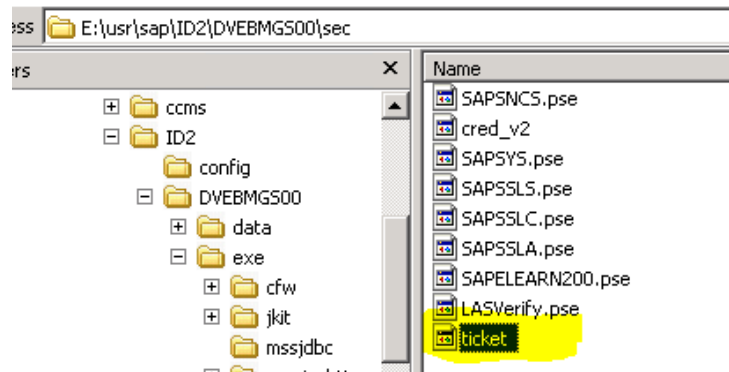 ess E:\usr\sap\ID2\DVEBMGS00\sec
ers
ccms
ID2
config
DVEBMGS00
data
exe
cfw
jkit
mssjdbc
Name
SAPSNCS.pse
cred_v2
SAPSYS.pse
SAPSSLS.pse
SAPSSLC.pse
SAPSSLA.pse
SAPELEARN200.pse
LASVerify.pse
ticket